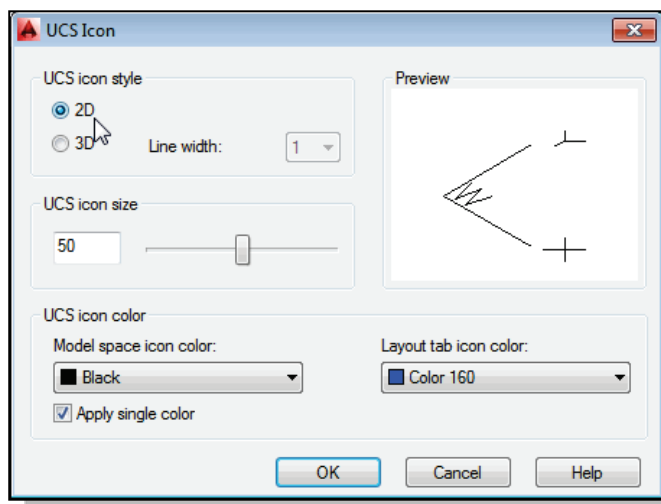 UCS Icon
UCS icon style
2D
3D
Line width:
1
Preview
W
UCS icon size
50
UCS icon color
Model space icon color:
Black
Layout tab icon color:
Color 160
Apply single color
OK
Cancel
Help